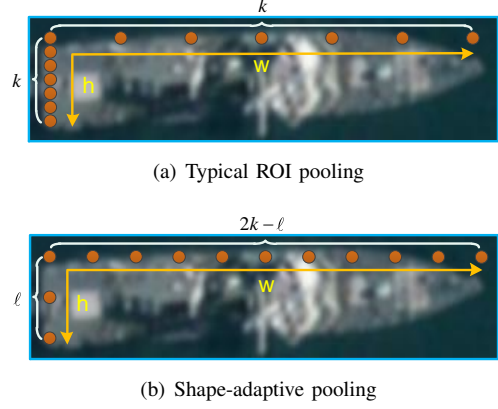 k
k
h
w
(a) Typical ROI pooling
2k − ℓ
ℓ
h
w
(b) Shape-adaptive pooling